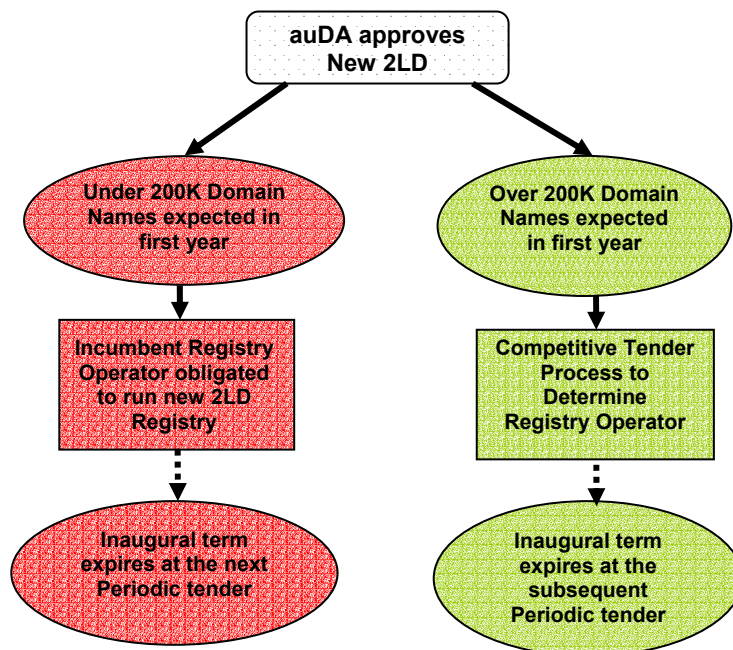 auDA approves
New 2LD
Under 200K Domain
Names expected in
first year
Over 200K Domain
Names expected
in first year
Incumbent Registry
Operator obligated
to run new 2LD
Registry
Competitive Tender
Process to
Determine
Registry Operator
Inaugural term
expires at the next
Periodic tender
Inaugural term
expires at the
subsequent
Periodic tender